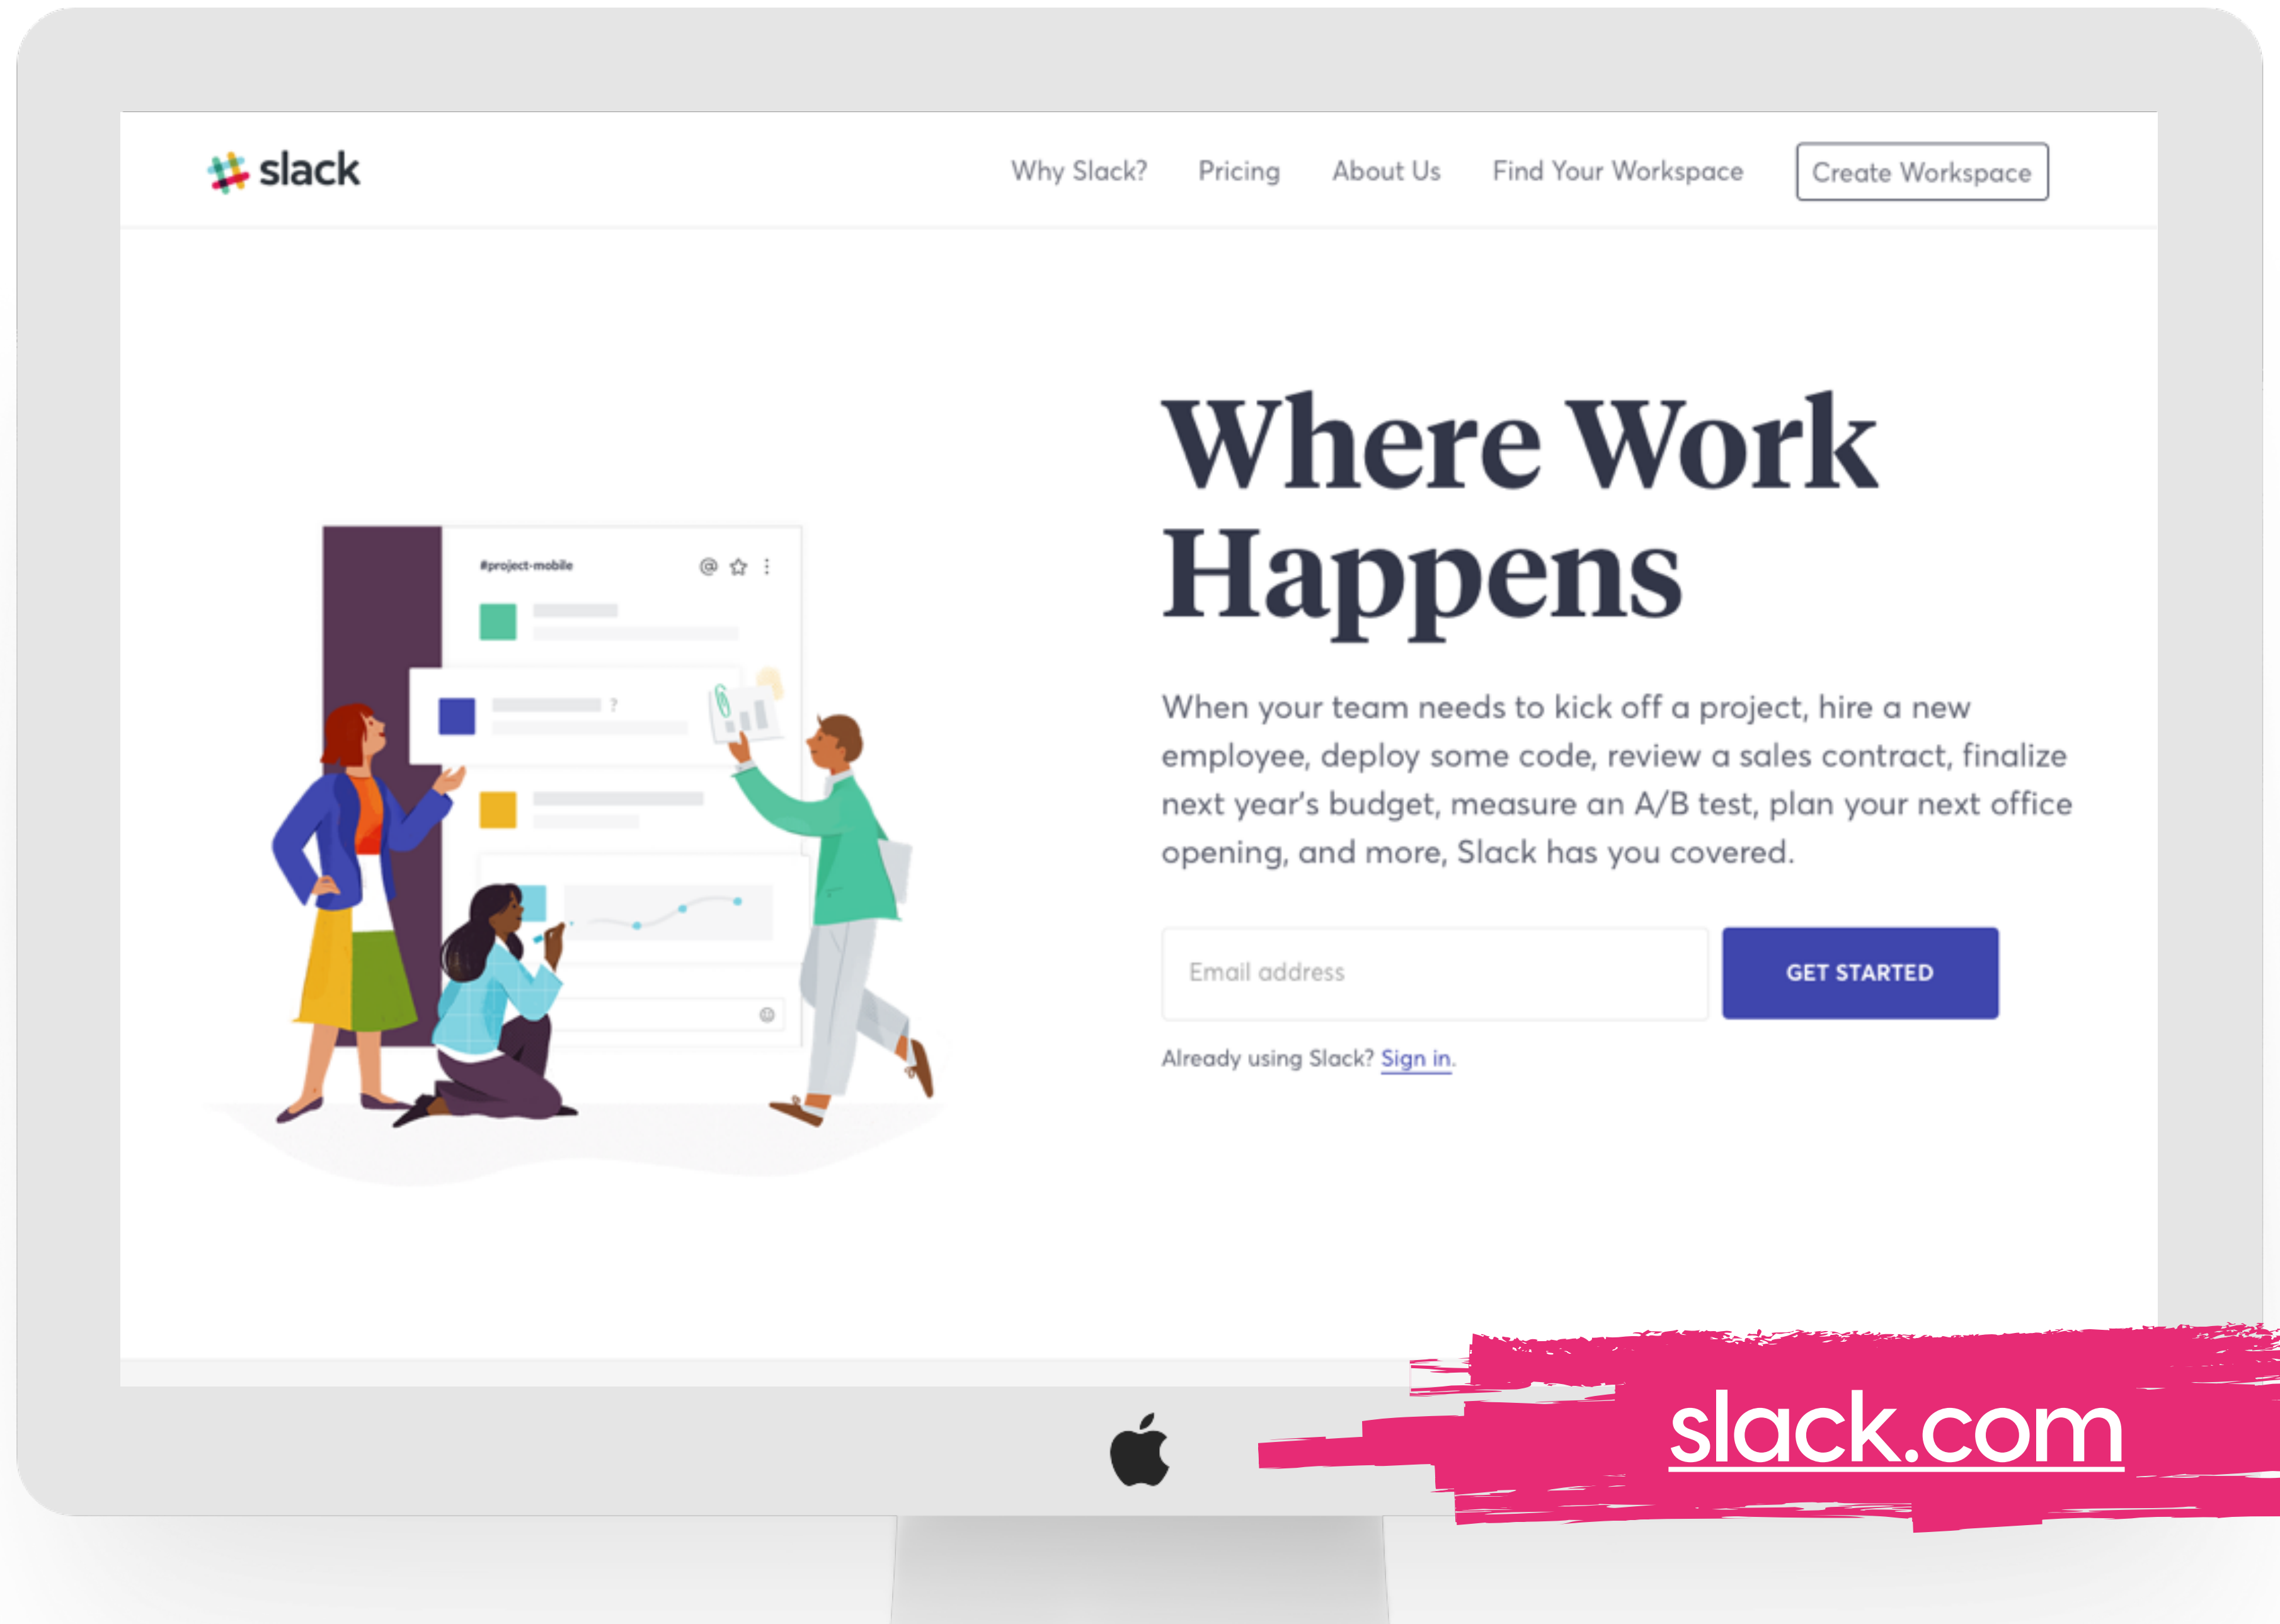 slack
Why Slack?
Pricing
About Us
Find Your Workspace
Create Workspace
Where Work
Happens
When your team needs to kick off a project, hire a new
employee, deploy some code, review a sales contract, finalize
next year's budget, measure an A/B test, plan your next office
opening, and more, Slack has you covered.
Email address
GET STARTED
Already using Slack? Sign in.
#project-mobile
@
?
slack.com